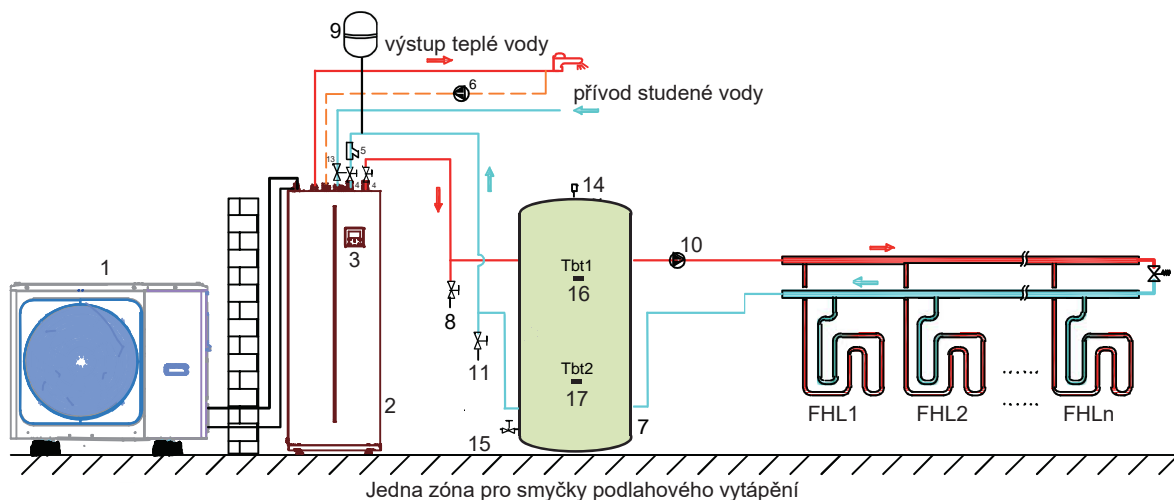 9
výstup teplé vody
6
přívod studené vody
13
5
4
4
14
1
3
10
Tbt1
16
8
11
Tbt2
17
2
15
7
FHL1
FHL2
......
......
FHLn
Jedna zóna pro smyčky podlahového vytápění